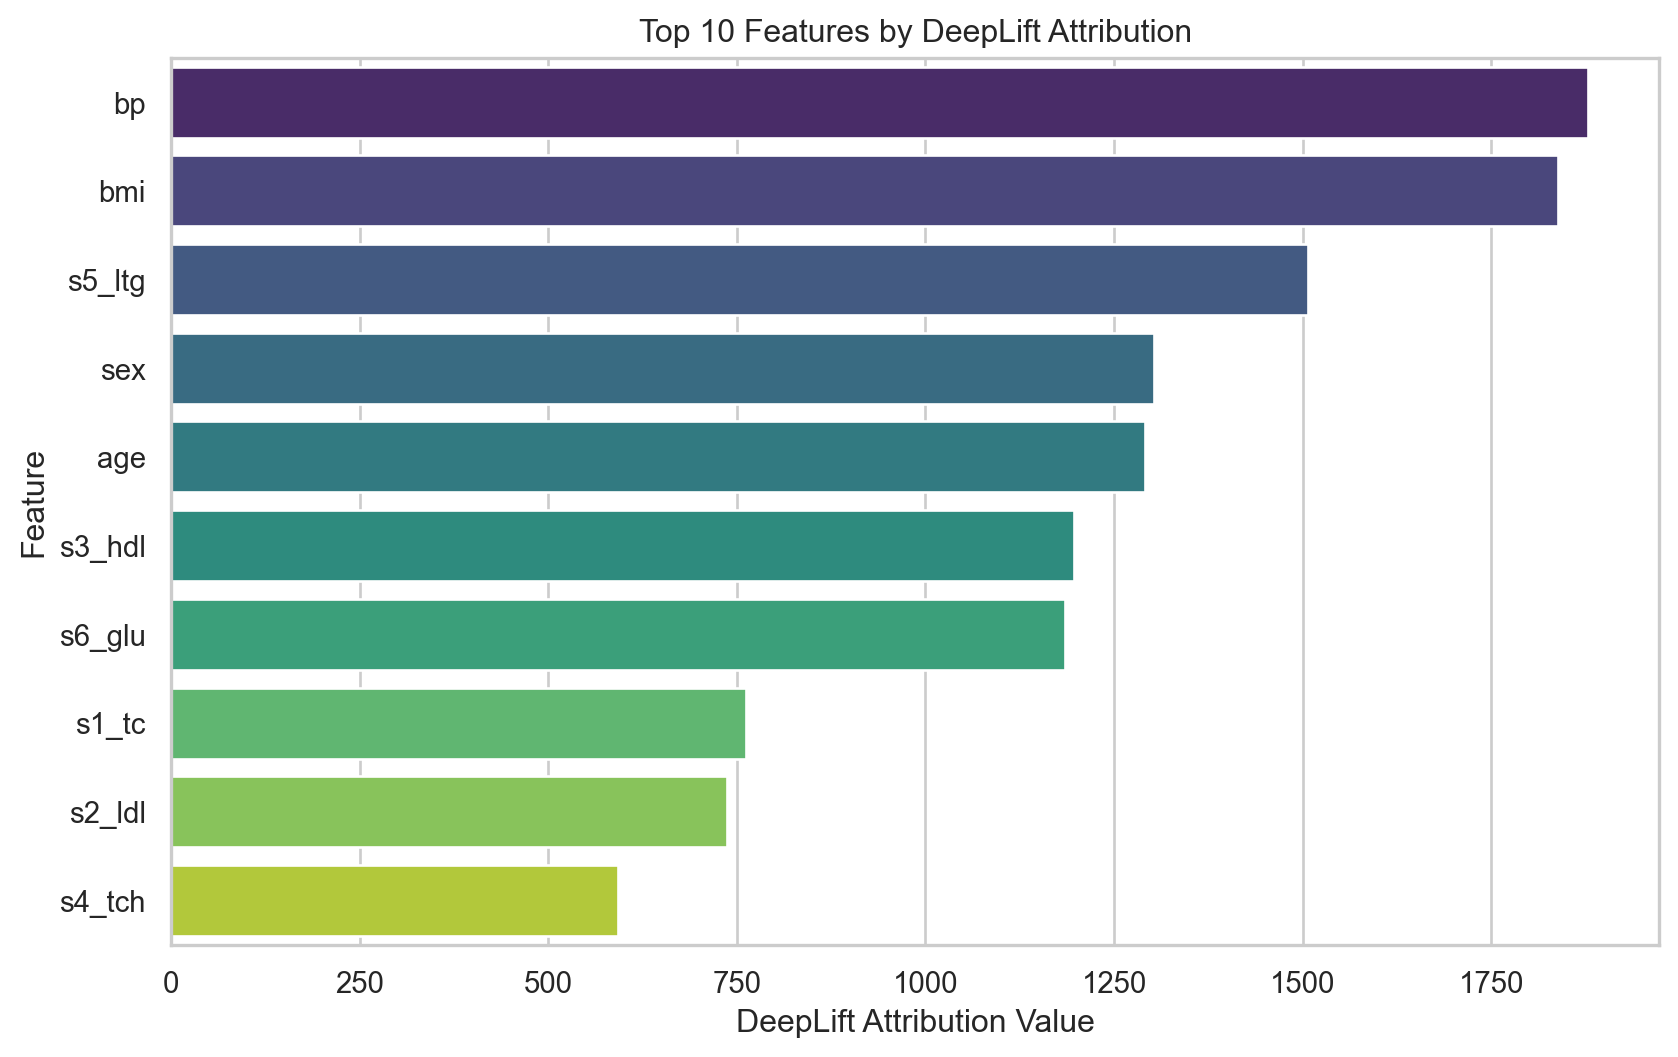 Top 10 Features by DeepLift Attribution
Feature
bp
bmi
s5_ltg
sex
age
s3_hdl
s6_glu
s1_tc
s2_ldl
s4_tch
0 250 500 750 1000 1250 1500 1750
DeepLift Attribution Value